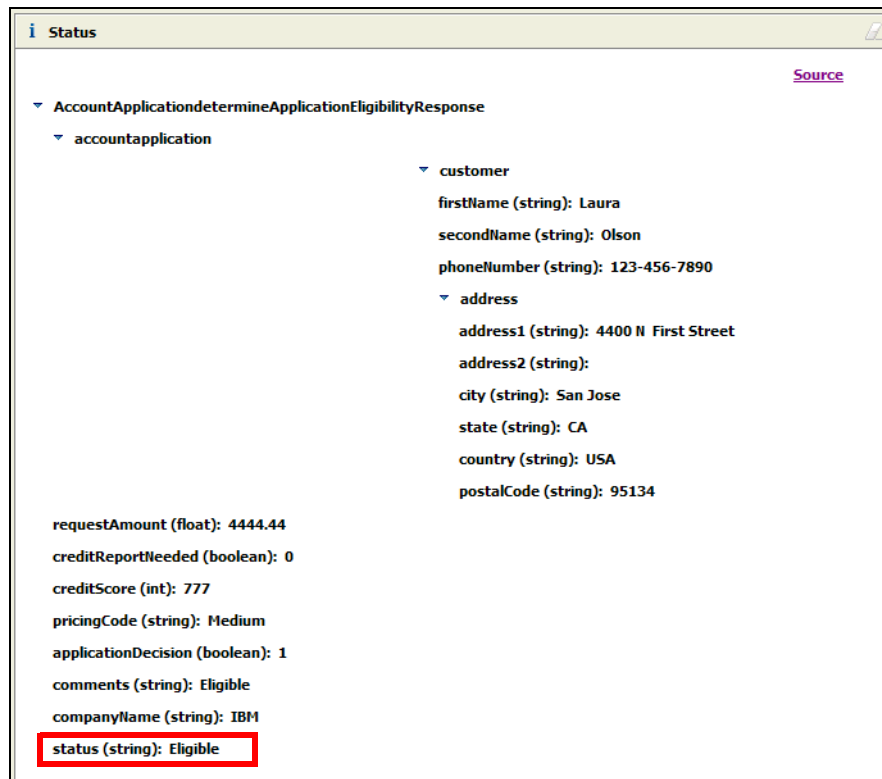 i Status
Source
AccountApplicationdetermineApplicationEligibilityResponse
accountapplication
customer
firstName (string): Laura
secondName (string): Olson
phoneNumber (string): 123-456-7890
address
address1 (string): 4400 N First Street
address2 (string):
city (string): San Jose
state (string): CA
country (string): USA
postalCode (string): 95134
requestAmount (float): 4444.44
creditReportNeeded (boolean): 0
creditScore (int): 777
pricingCode (string): Medium
applicationDecision (boolean): 1
comments (string): Eligible
companyName (string): IBM
status (string): Eligible